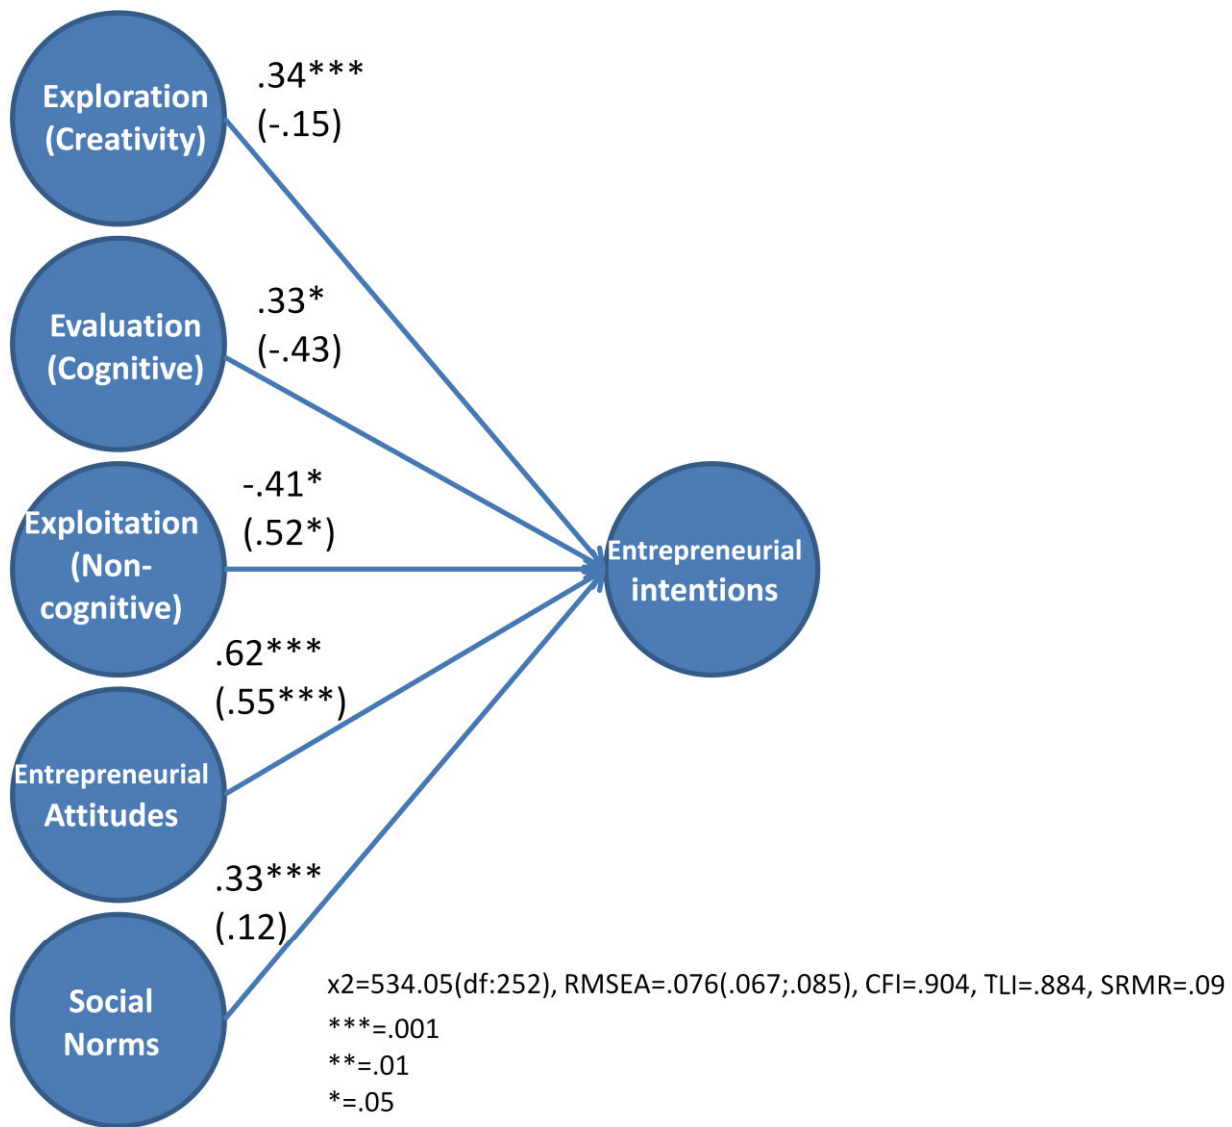 Exploration
(Creativity)
.34***
(-.15)
Evaluation
(Cognitive)
.33*
(-.43)
Exploitation
(Non-
cognitive)
-.41*
(.52*)
Entrepreneurial
intentions
Entrepreneurial
Attitudes
.62***
(.55***)
Social
Norms
.33***
(.12)
x2=534.05(df:252), RMSEA=.076(.067;.085), CFI=.904, TLI=.884, SRMR=.09
***=.001
**=.01
*=.05